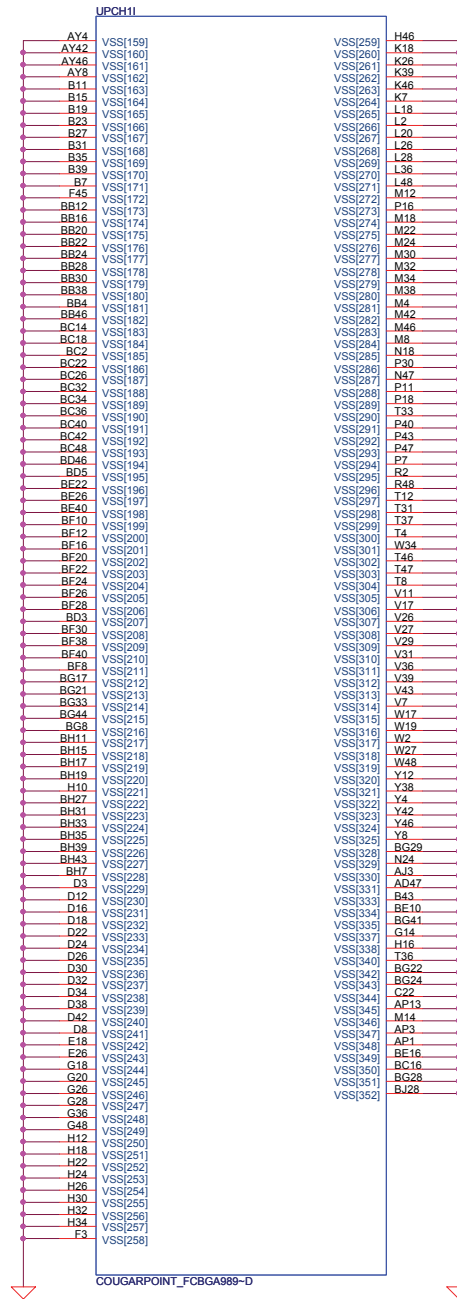 UPCH1I
AY4 VSS[159]
AY42 VSS[160]
AY46 VSS[161]
AY8 VSS[162]
B11 VSS[163]
B15 VSS[164]
B19 VSS[165]
B23 VSS[166]
B27 VSS[167]
B31 VSS[168]
B35 VSS[169]
B39 VSS[170]
B7 VSS[171]
F45 VSS[172]
BB12 VSS[173]
BB16 VSS[174]
BB20 VSS[175]
BB22 VSS[176]
BB24 VSS[177]
BB28 VSS[178]
BB30 VSS[179]
BB38 VSS[180]
BB4 VSS[181]
BB46 VSS[182]
BC14 VSS[183]
BC18 VSS[184]
BC2 VSS[185]
BC22 VSS[186]
BC26 VSS[187]
BC32 VSS[188]
BC34 VSS[189]
BC36 VSS[190]
BC40 VSS[191]
BC42 VSS[192]
BC48 VSS[193]
BD46 VSS[194]
BD5 VSS[195]
BE22 VSS[196]
BE26 VSS[197]
BE40 VSS[198]
BF10 VSS[199]
BF12 VSS[200]
BF16 VSS[201]
BF20 VSS[202]
BF22 VSS[203]
BF24 VSS[204]
BF26 VSS[205]
BF28 VSS[206]
BD3 VSS[207]
BF30 VSS[208]
BF38 VSS[209]
BF40 VSS[210]
BF8 VSS[211]
BG17 VSS[212]
BG21 VSS[213]
BG33 VSS[214]
BG44 VSS[215]
BG8 VSS[216]
BH11 VSS[217]
BH15 VSS[218]
BH17 VSS[219]
BH19 VSS[220]
H10 VSS[221]
BH27 VSS[222]
BH31 VSS[223]
BH33 VSS[224]
BH35 VSS[225]
BH39 VSS[226]
BH43 VSS[227]
BH7 VSS[228]
D3 VSS[229]
D12 VSS[230]
D16 VSS[231]
D18 VSS[232]
D22 VSS[233]
D24 VSS[234]
D26 VSS[235]
D30 VSS[236]
D32 VSS[237]
D34 VSS[238]
D38 VSS[239]
D42 VSS[240]
D8 VSS[241]
E18 VSS[242]
E26 VSS[243]
G18 VSS[244]
G20 VSS[245]
G26 VSS[246]
G28 VSS[247]
G36 VSS[248]
G48 VSS[249]
H12 VSS[250]
H18 VSS[251]
H22 VSS[252]
H24 VSS[253]
H26 VSS[254]
H30 VSS[255]
H32 VSS[256]
H34 VSS[257]
F3 VSS[258]
VSS[259] H46
VSS[260] K18
VSS[261] K26
VSS[262] K39
VSS[263] K46
VSS[264] K7
VSS[265] L18
VSS[266] L2
VSS[267] L20
VSS[268] L26
VSS[269] L28
VSS[270] L36
VSS[271] L48
VSS[272] M12
VSS[273] P16
VSS[274] M18
VSS[275] M22
VSS[276] M24
VSS[277] M30
VSS[278] M32
VSS[279] M34
VSS[280] M38
VSS[281] M4
VSS[282] M42
VSS[283] M46
VSS[284] M8
VSS[285] N18
VSS[286] P30
VSS[287] N47
VSS[288] P11
VSS[289] P18
VSS[290] T33
VSS[291] P40
VSS[292] P43
VSS[293] P47
VSS[294] P7
VSS[295] R2
VSS[296] R48
VSS[297] T12
VSS[298] T31
VSS[299] T37
VSS[300] T4
VSS[301] W34
VSS[302] T46
VSS[303] T47
VSS[304] T8
VSS[305] V11
VSS[306] V17
VSS[307] V26
VSS[308] V27
VSS[309] V29
VSS[310] V31
VSS[311] V36
VSS[312] V39
VSS[313] V43
VSS[314] V7
VSS[315] W17
VSS[316] W19
VSS[317] W2
VSS[318] W27
VSS[319] W48
VSS[320] Y12
VSS[321] Y38
VSS[322] Y4
VSS[323] Y42
VSS[324] Y46
VSS[325] Y8
VSS[328] BG29
VSS[329] N24
VSS[330] AJ3
VSS[331] AD47
VSS[333] B43
VSS[334] BE10
VSS[335] BG41
VSS[337] G14
VSS[338] H16
VSS[340] T36
VSS[342] BG22
VSS[343] BG24
VSS[344] C22
VSS[345] AP13
VSS[346] M14
VSS[347] AP3
VSS[348] AP1
VSS[349] BE16
VSS[350] BC16
VSS[351] BG28
VSS[352] BJ28
COUGARPOINT_FCBGA989~D